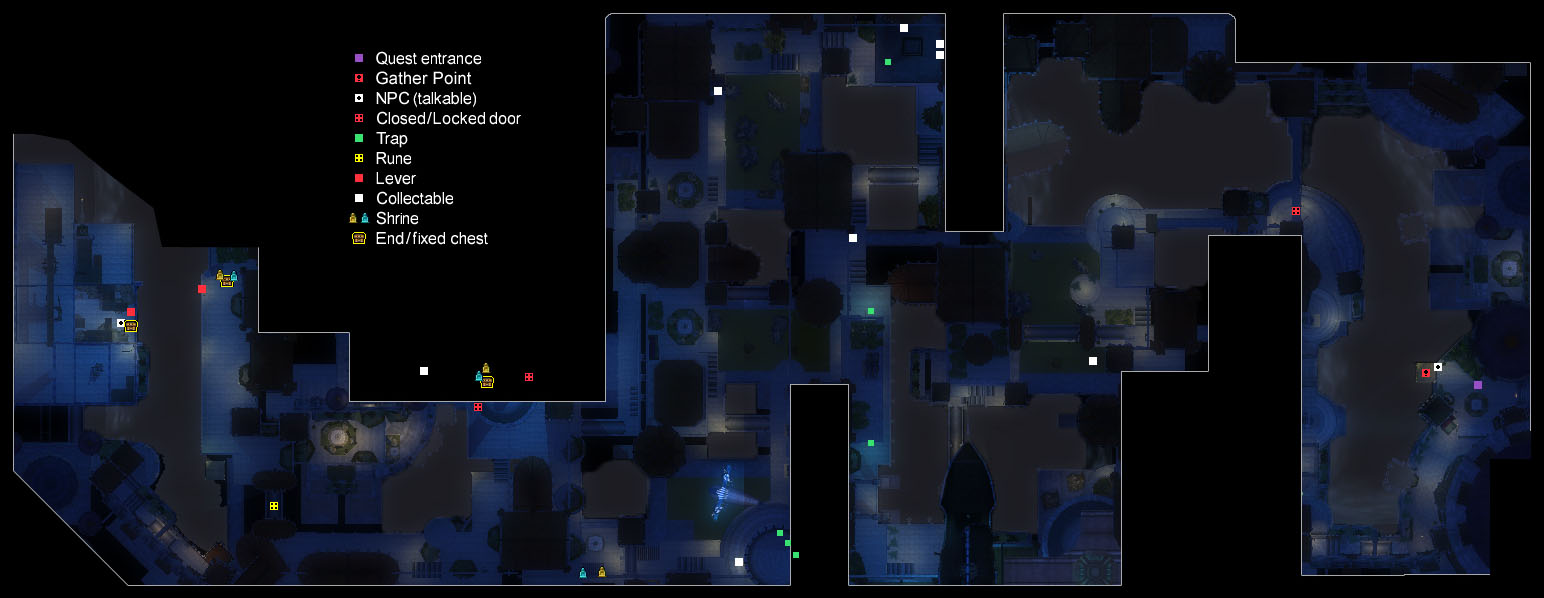 Quest entrance
Gather Point
NPC (talkable)
Closed/Locked door
Trap
Rune
Lever
Collectable
Shrine
End/fixed chest